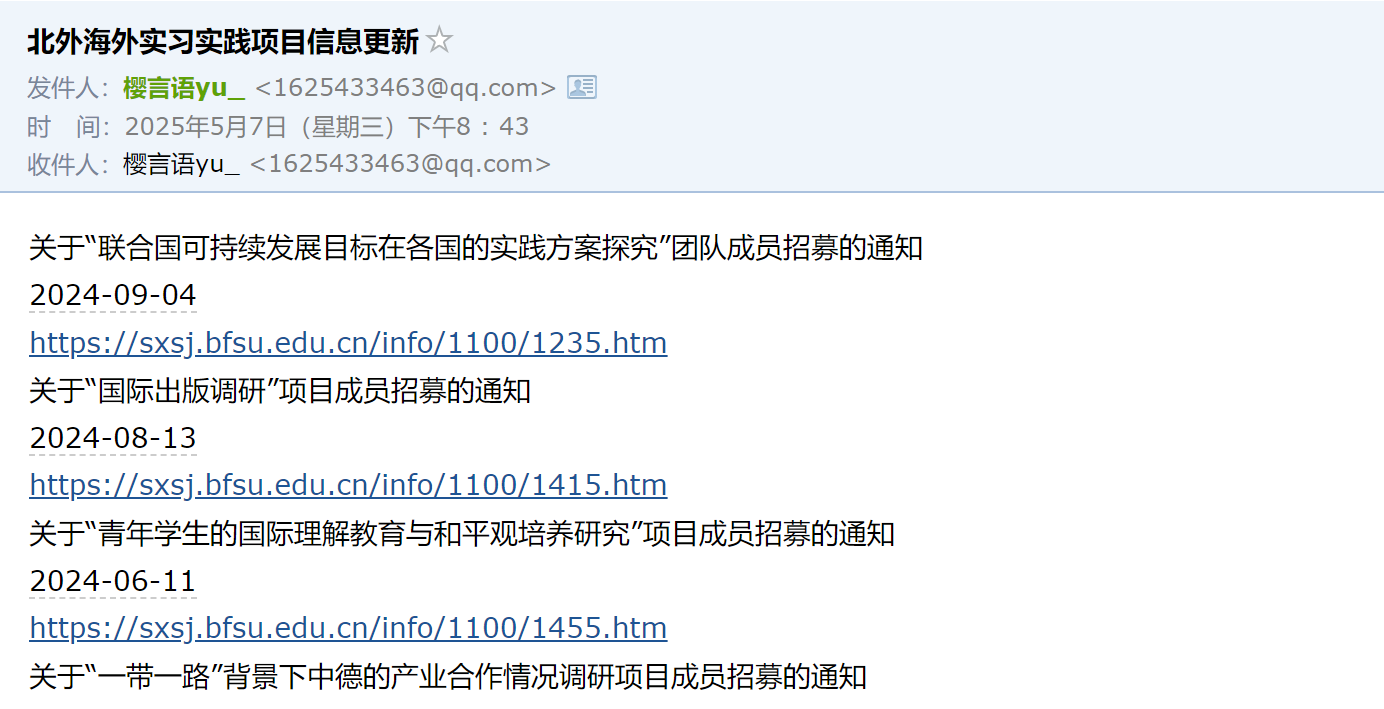 北外海外实习实践项目信息更新
发件人：樱言语yu_ <1625433463@qq.com>
时　间：2025年5月7日（星期三）下午8：43
收件人：樱言语yu_ <1625433463@qq.com>
关于“联合国可持续发展目标在各国的实践方案探究”团队成员招募的通知
2024-09-04
https://sxsj.bfsu.edu.cn/info/1100/1235.htm
关于“国际出版调研”项目成员招募的通知
2024-08-13
https://sxsj.bfsu.edu.cn/info/1100/1415.htm
关于“青年学生的国际理解教育与和平观培养研究”项目成员招募的通知
2024-06-11
https://sxsj.bfsu.edu.cn/info/1100/1455.htm
关于“一带一路”背景下中德的产业合作情况调研项目成员招募的通知